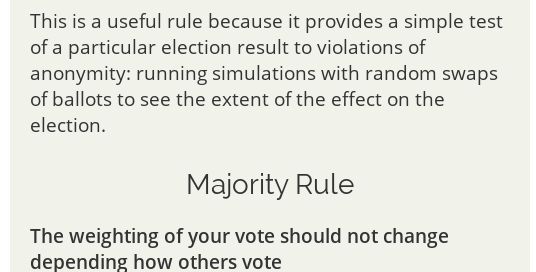 This is a useful rule because it provides a simple test
of a particular election result to violations of
anonymity: running simulations with random swaps
of ballots to see the extent of the effect on the
election.
Majority Rule
The weighting of your vote should not change
depending how others vote